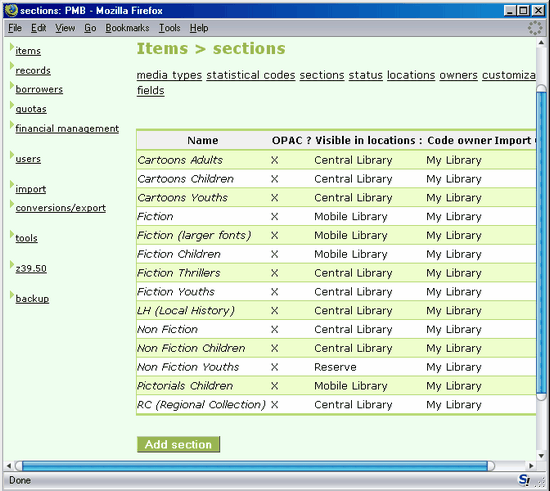 sections: PMB - Mozilla Firefox
File Edit View Go Bookmarks Tools Help
items
records
borrowers
quotas
financial management
users
import
conversions/export
tools
z39.50
backup
Items > sections
media types statistical codes sections status locations owners customiza
fields
Name OPAC ? Visible in locations : Code owner Import
Cartoons Adults X Central Library My Library
Cartoons Children X Central Library My Library
Cartoons Youths X Central Library My Library
Fiction X Mobile Library My Library
Fiction (larger fonts) X Mobile Library My Library
Fiction Children X Mobile Library My Library
Fiction Thrillers X Central Library My Library
Fiction Youths X Central Library My Library
LH (Local History) X Central Library My Library
Non Fiction X Central Library My Library
Non Fiction Children X Central Library My Library
Non Fiction Youths X Reserve My Library
Pictorials Children X Mobile Library My Library
RC (Regional Collection) X Central Library My Library
Add section
Done